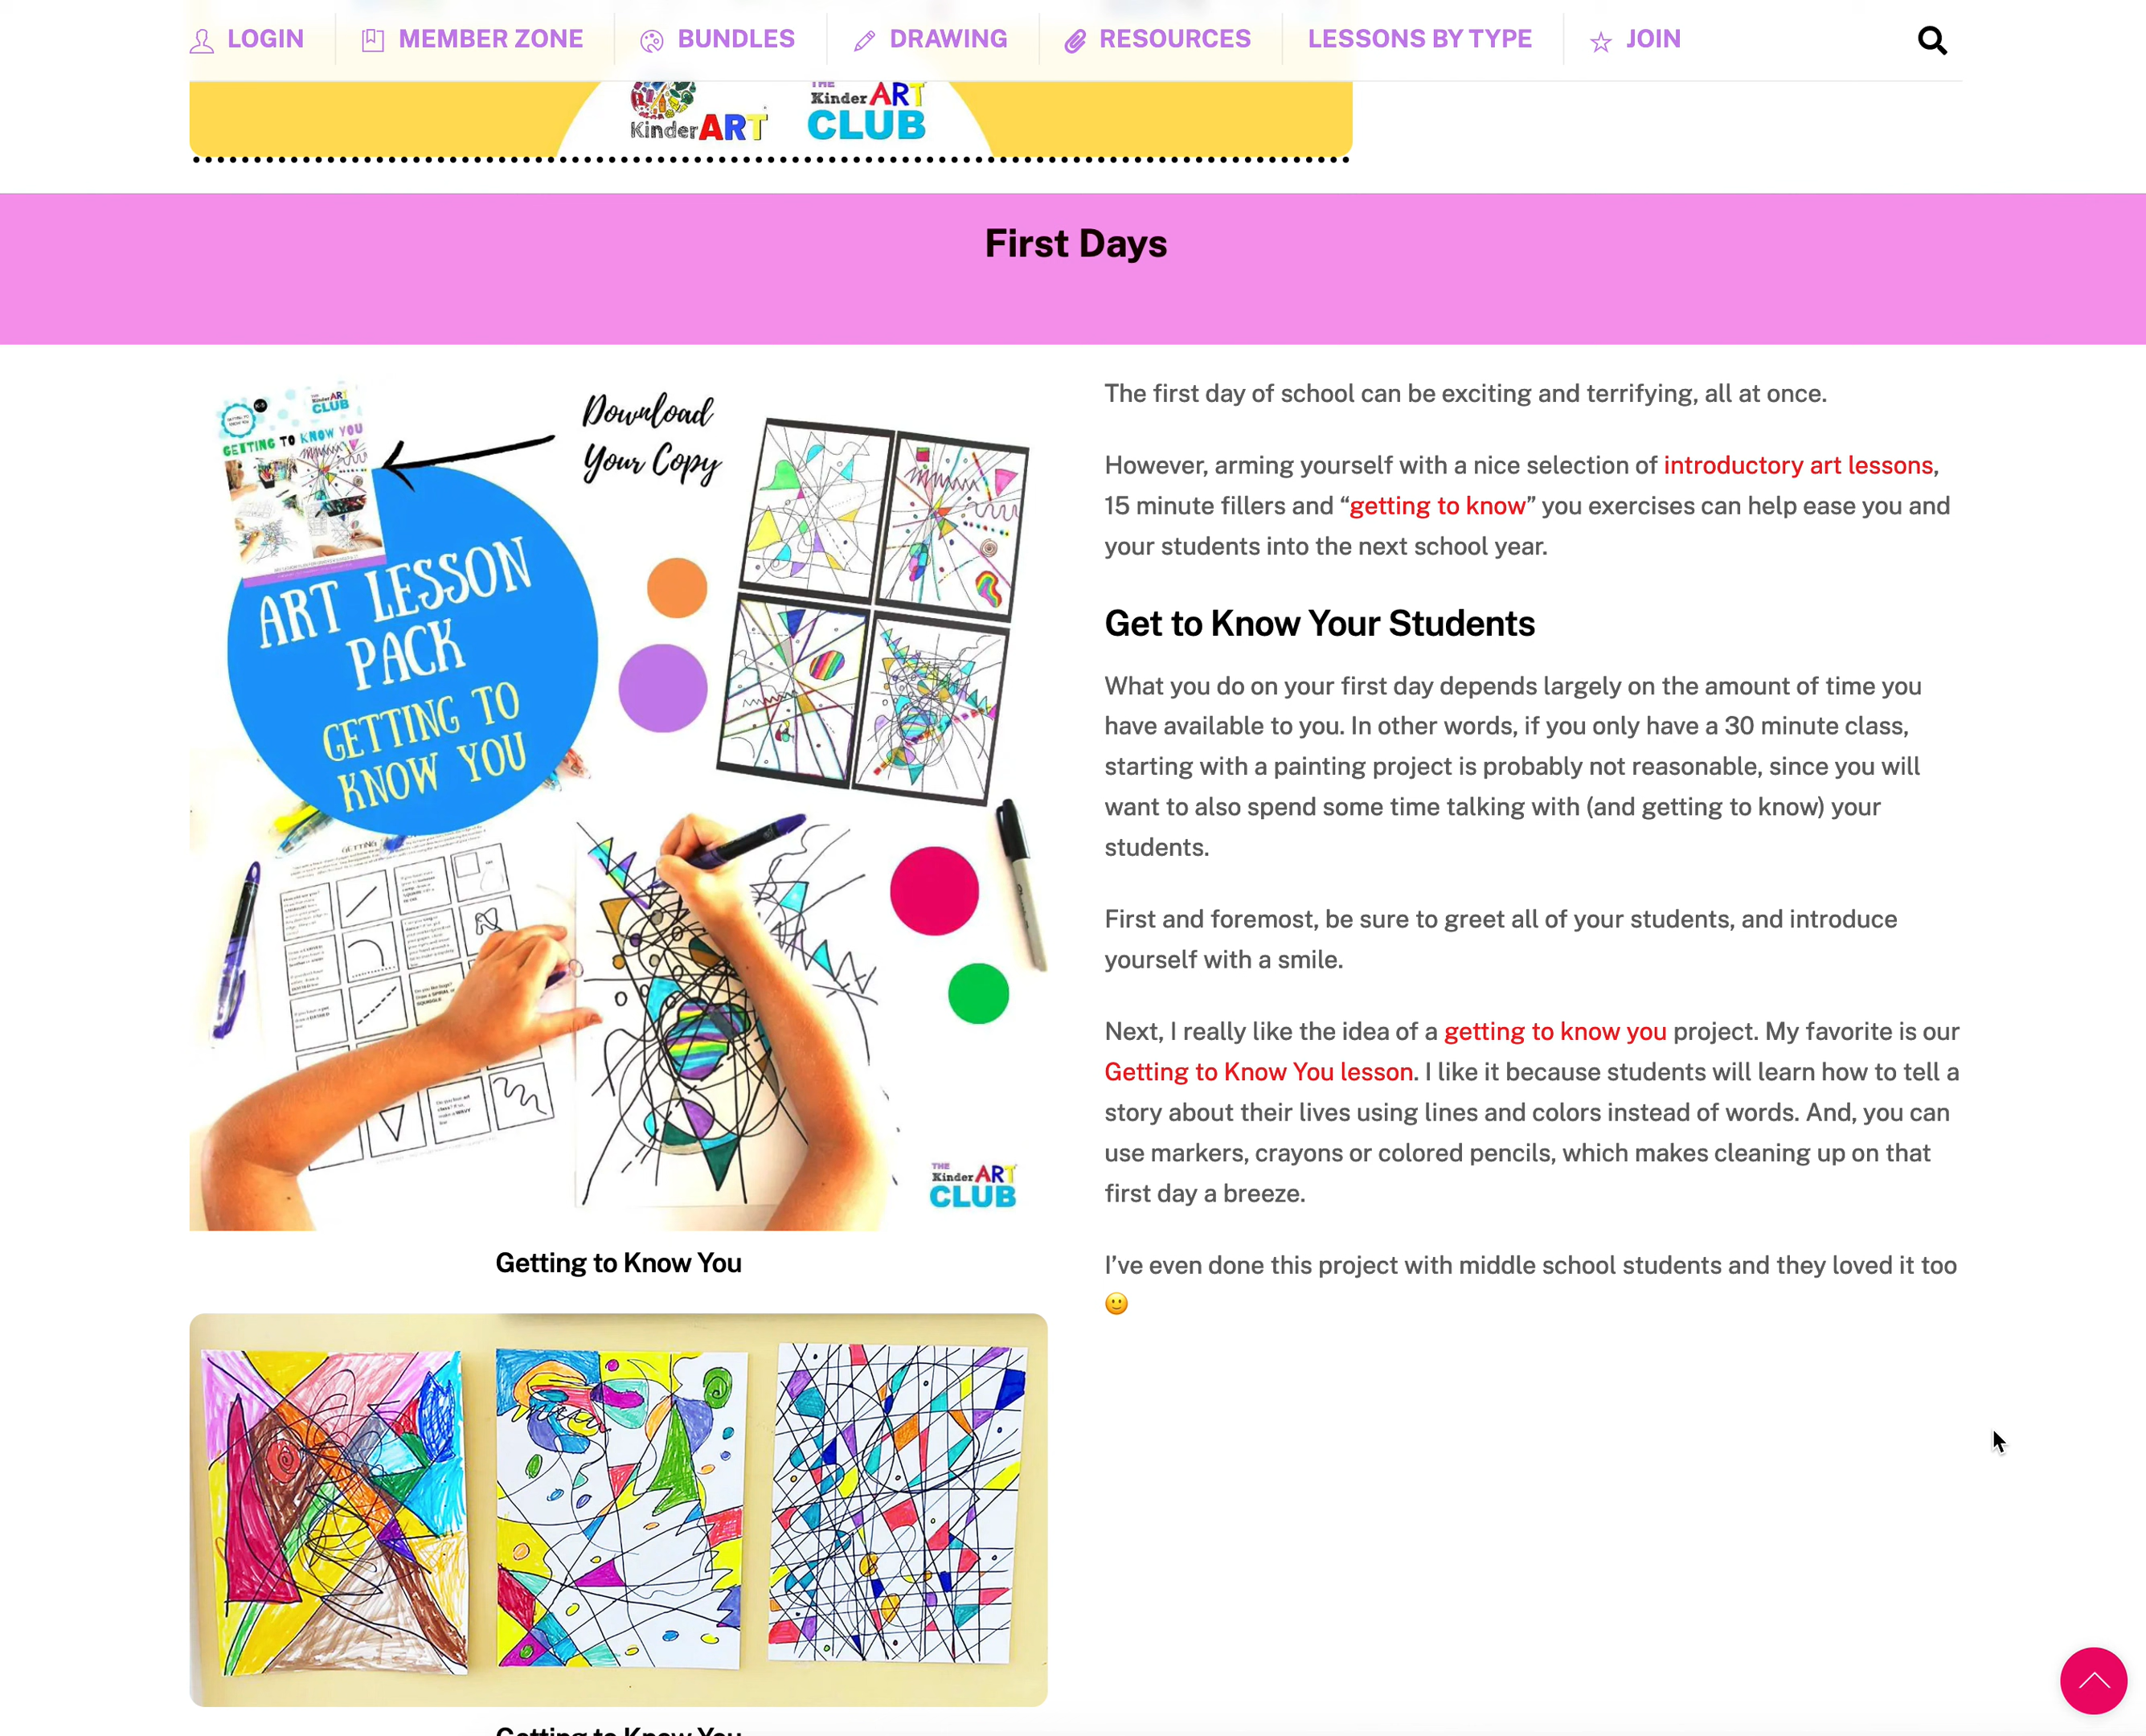 LOGIN
MEMBER ZONE
BUNDLES
DRAWING
RESOURCES
LESSONS BY TYPE
JOIN
KinderART
THE
KinderART
CLUB
First Days
KinderART
CLUB
GETTING TO KNOW YOU
Download
Your Copy
ART LESSON
PACK
GETTING TO
KNOW YOU
GETTING
THE
KinderART
CLUB
Getting to Know You
The first day of school can be exciting and terrifying, all at once.
However, arming yourself with a nice selection of introductory art lessons,
15 minute fillers and “getting to know” you exercises can help ease you and
your students into the next school year.
Get to Know Your Students
What you do on your first day depends largely on the amount of time you
have available to you. In other words, if you only have a 30 minute class,
starting with a painting project is probably not reasonable, since you will
want to also spend some time talking with (and getting to know) your
students.
First and foremost, be sure to greet all of your students, and introduce
yourself with a smile.
Next, I really like the idea of a getting to know you project. My favorite is our
Getting to Know You lesson. I like it because students will learn how to tell a
story about their lives using lines and colors instead of words. And, you can
use markers, crayons or colored pencils, which makes cleaning up on that
first day a breeze.
I’ve even done this project with middle school students and they loved it too
🙂
Getting to Know You